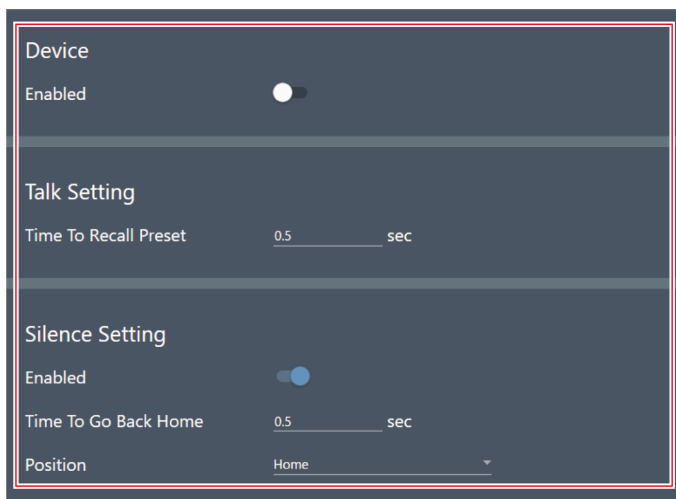 Device
Enabled
Talk Setting
Time To Recall Preset 0.5 sec
Silence Setting
Enabled
Time To Go Back Home 0.5 sec
Position Home